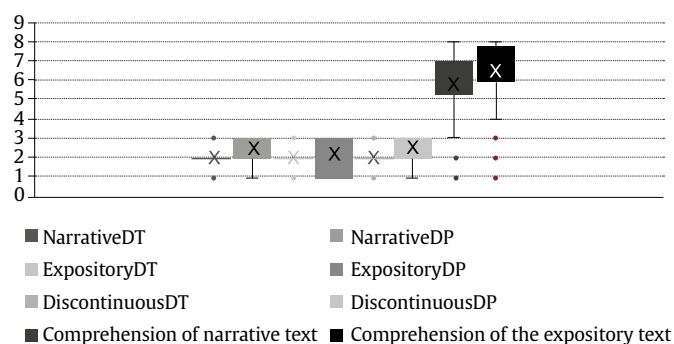 9
8
7
6
5
4
3
2
1
0
NarrativeDT NarrativeDP
ExpositoryDT ExpositoryDP
DiscontinuousDT DiscontinuousDP
Comprehension of narrative text Comprehension of the expository text